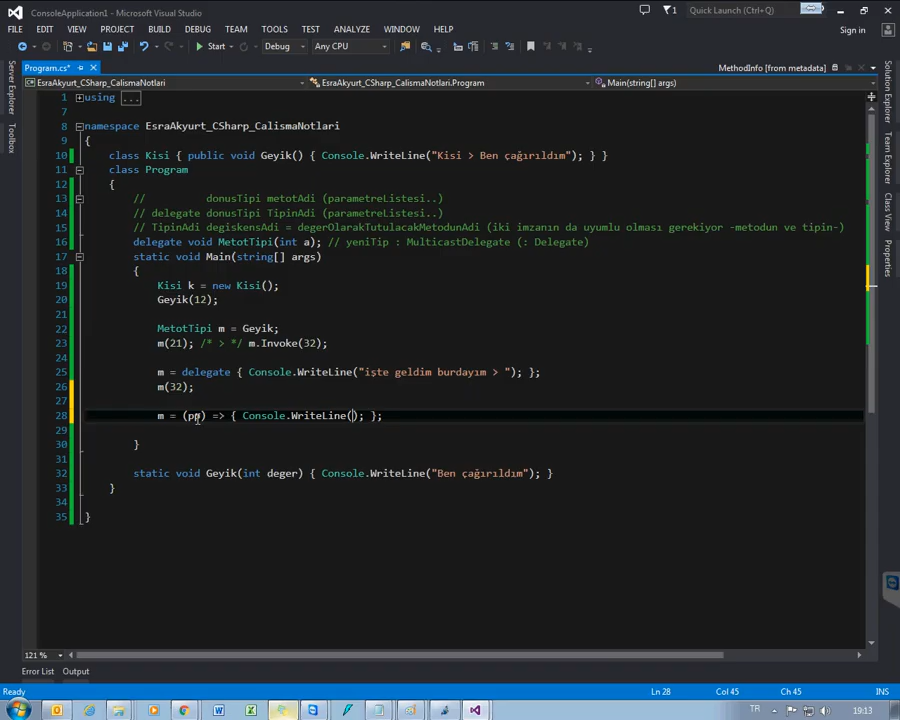 ConsoleApplication1 - Microsoft Visual Studio
1
Quick Launch (Ctrl+Q)
FILE EDIT VIEW PROJECT BUILD DEBUG TEAM TOOLS TEST ANALYZE WINDOW HELP
Sign in
Start Debug Any CPU
Program.cs*
MethodInfo [from metadata]
EsraAkyurt_CSharp_CalismaNotlari
EsraAkyurt_CSharp_CalismaNotlari.Program
Main(string[] args)
Server Explorer
Toolbox
1 using ...
7
8 namespace EsraAkyurt_CSharp_CalismaNotlari
9 {
10 class Kisi { public void Geyik() { Console.WriteLine("Kisi > Ben çağırıldım"); } }
11 class Program
12 {
13 // donusTipi metotAdi (parametreListesi..)
14 // delegate donusTipi TipinAdi (parametreListesi..)
15 // TipinAdi degiskensAdi = degerOlarakTutulacakMetodunAdi (iki imzanın da uyumlu olması gerekiyor -metodun ve tipin-)
16 delegate void MetotTipi(int a); // yeniTip : MulticastDelegate (: Delegate)
17 static void Main(string[] args)
18 {
19 Kisi k = new Kisi();
20 Geyik(12);
21
22 MetotTipi m = Geyik;
23 m(21); /* > */ m.Invoke(32);
24
25 m = delegate { Console.WriteLine("işte geldim burdayım > "); };
26 m(32);
27
28 m = (pp) => { Console.WriteLine(); };
29
30 }
31
32 static void Geyik(int deger) { Console.WriteLine("Ben çağırıldım"); }
33 }
34
35 }
Solution Explorer
Team Explorer
Class View
Properties
121 %
Error List Output
Ready
Ln 28 Col 45 Ch 45 INS
TR 19:13